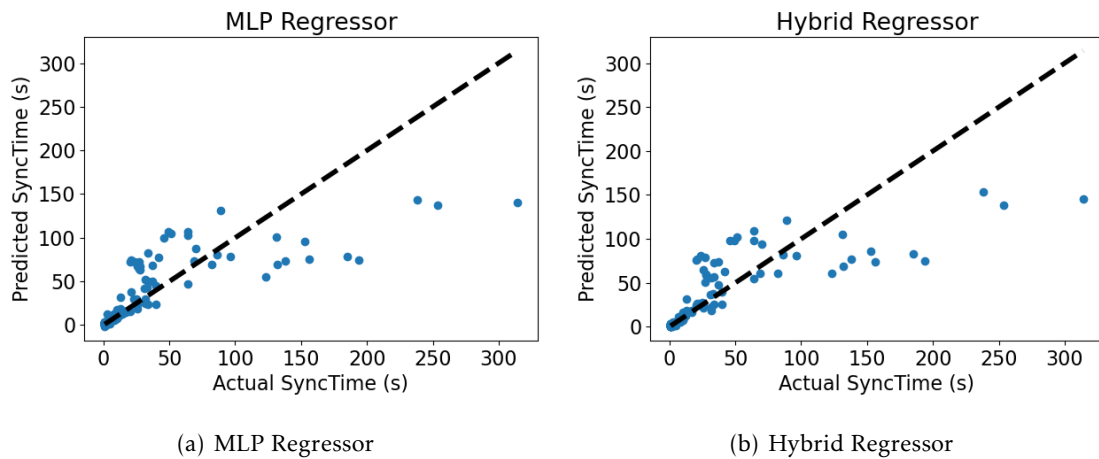 MLP Regressor
Predicted SyncTime (s)
300
250
200
150
100
50
0
0 50 100 150 200 250 300
Actual SyncTime (s)
(a) MLP Regressor
Hybrid Regressor
Predicted SyncTime (s)
300
250
200
150
100
50
0
0 50 100 150 200 250 300
Actual SyncTime (s)
(b) Hybrid Regressor